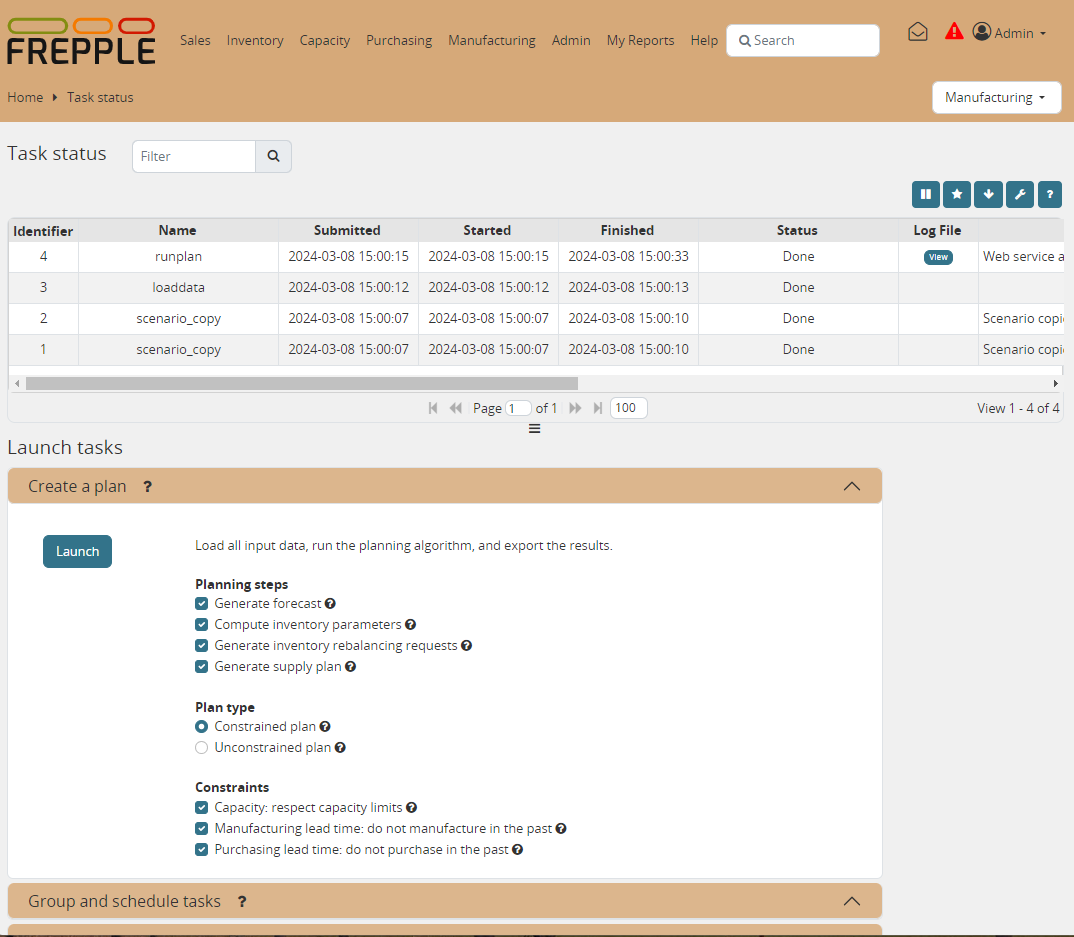 FREPPLE
Sales Inventory Capacity Purchasing Manufacturing Admin My Reports Help Search Admin
Home Task status Manufacturing
Task status Filter
?
Identifier Name Submitted Started Finished Status Log File
4 runplan 2024-03-08 15:00:15 2024-03-08 15:00:15 2024-03-08 15:00:33 Done View Web service a
3 loaddata 2024-03-08 15:00:12 2024-03-08 15:00:12 2024-03-08 15:00:13 Done
2 scenario_copy 2024-03-08 15:00:07 2024-03-08 15:00:07 2024-03-08 15:00:10 Done Scenario copi
1 scenario_copy 2024-03-08 15:00:07 2024-03-08 15:00:07 2024-03-08 15:00:10 Done Scenario copi
Page 1 of 1 100 View 1 - 4 of 4
Launch tasks
Create a plan ?
Launch Load all input data, run the planning algorithm, and export the results.
Planning steps
Generate forecast ?
Compute inventory parameters ?
Generate inventory rebalancing requests ?
Generate supply plan ?
Plan type
Constrained plan ?
Unconstrained plan ?
Constraints
Capacity: respect capacity limits ?
Manufacturing lead time: do not manufacture in the past ?
Purchasing lead time: do not purchase in the past ?
Group and schedule tasks ?